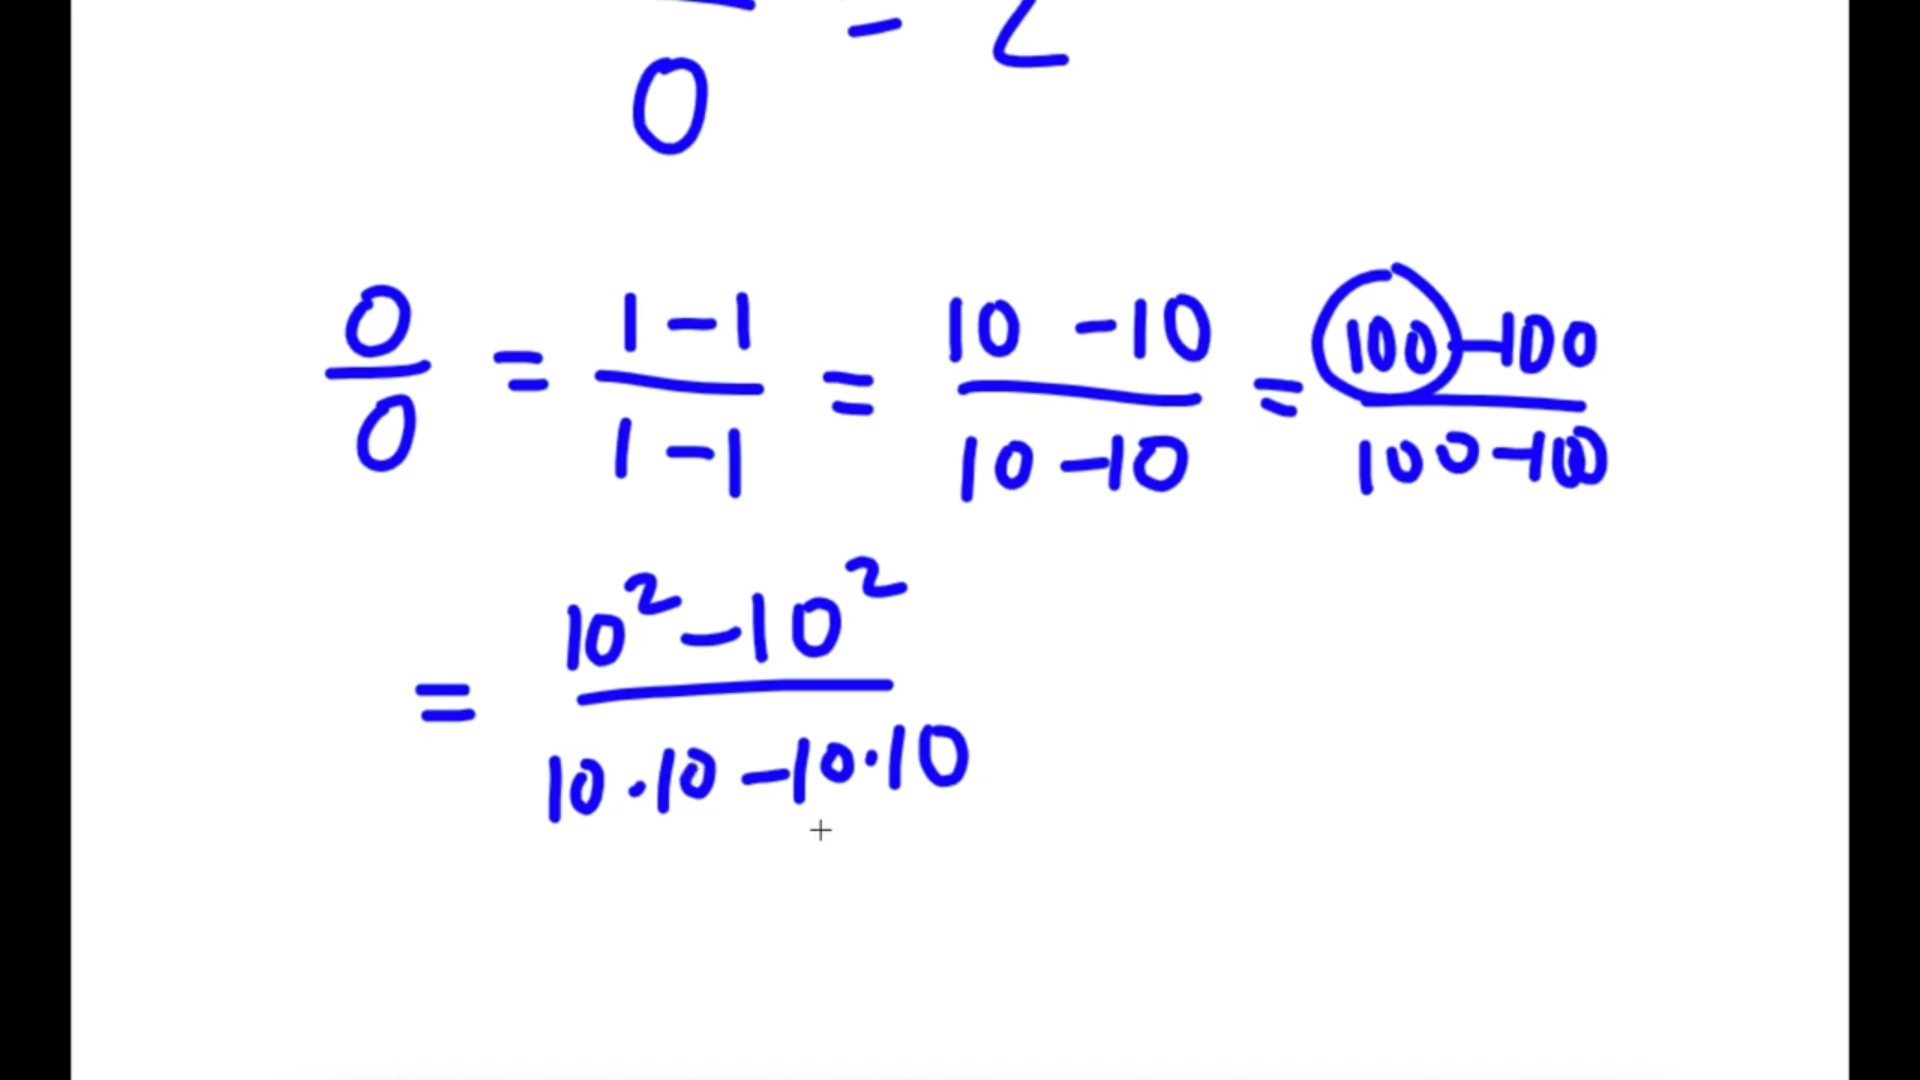 0 = 2
0/0 = 1-1/1-1 = 10-10/10-10 = 100-100/100-100
= 10²-10²/10·10-10·10